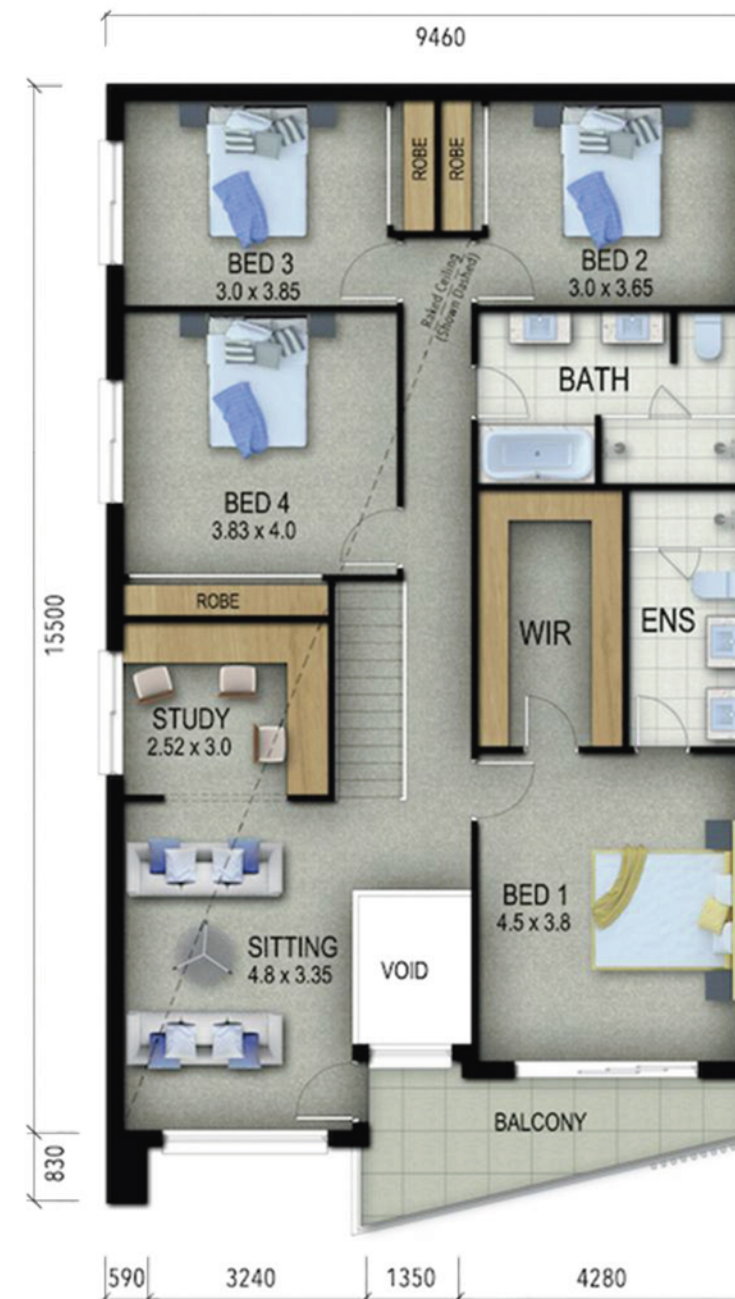 9460
ROBE
ROBE
BED 3
3.0 x 3.85
BED 2
3.0 x 3.65
Raked Ceiling
(Shown Dashed)
BATH
BED 4
3.83 x 4.0
15500
ROBE
WIR
ENS
STUDY
2.52 x 3.0
BED 1
4.5 x 3.8
SITTING
4.8 x 3.35
VOID
BALCONY
830
590
3240
1350
4280